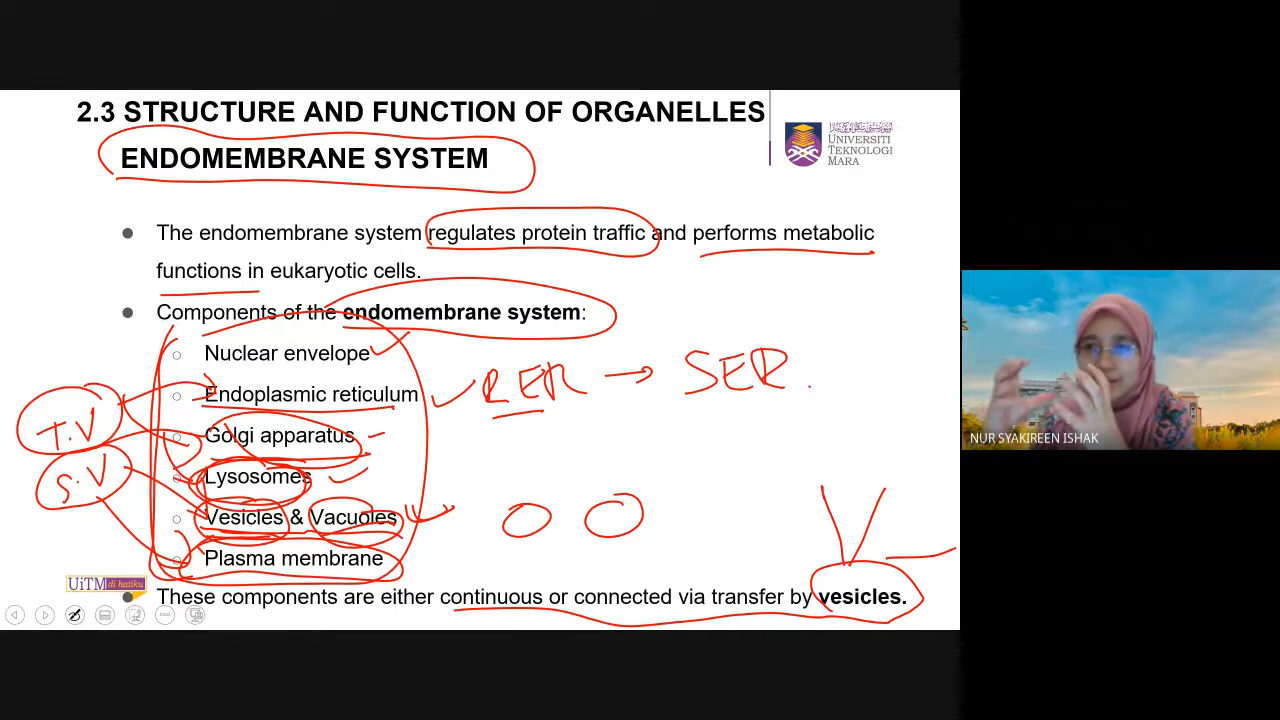 2.3 STRUCTURE AND FUNCTION OF ORGANELLES
ENDOMEMBRANE SYSTEM
UNIVERSITI
TEKNOLOGI
MARA
● The endomembrane system regulates protein traffic and performs metabolic
functions in eukaryotic cells.
● Components of the endomembrane system:
○ Nuclear envelope
○ Endoplasmic reticulum
RER → SER.
○ Golgi apparatus
T.V
○ Lysosomes
S.V
○ Vesicles & Vacuoles
○ Plasma membrane
V
UiTM di hatiku
● These components are either continuous or connected via transfer by vesicles.
NUR SYAKIREEN ISHAK